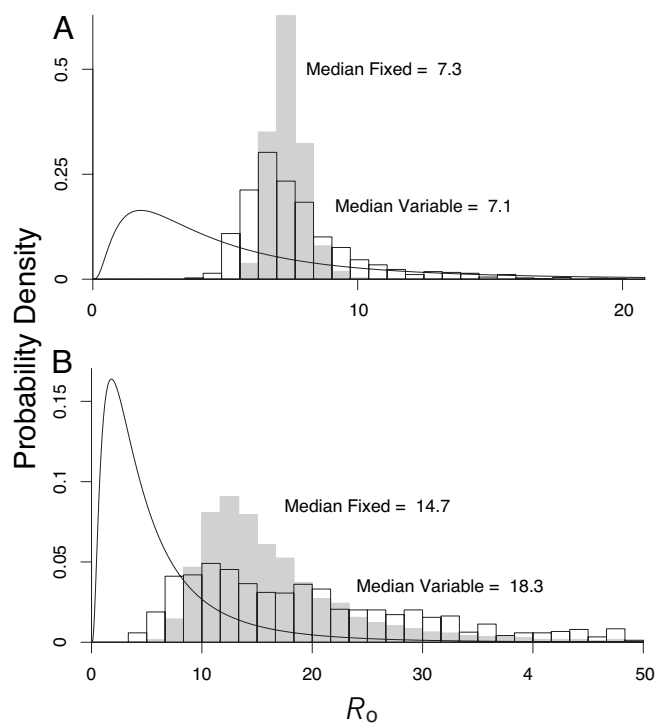 A
0.5
Median Fixed = 7.3
0.25
Median Variable = 7.1
0
0
10
20
Probability Density
B
0.15
0.1
Median Fixed = 14.7
0.05
Median Variable = 18.3
0
0
10
20
30
4
50
Ro